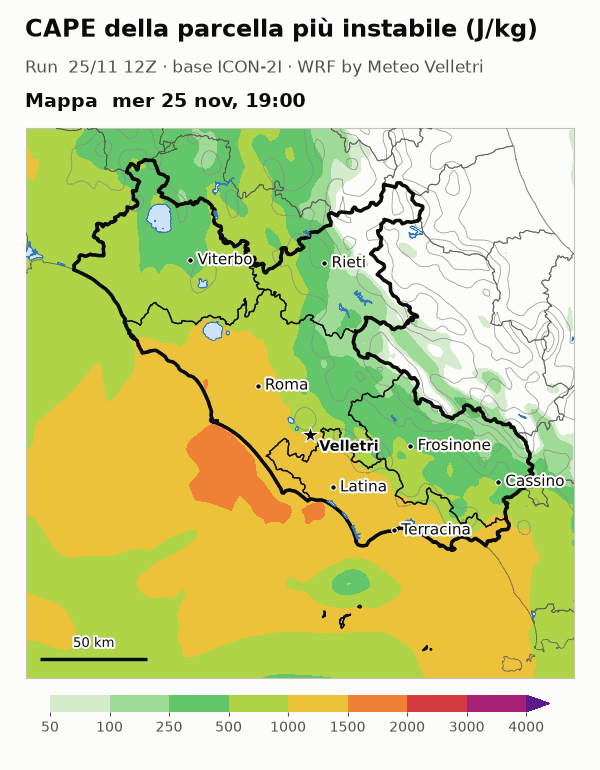 CAPE della parcella più instabile (J/kg)
Run  25/11 12Z · base ICON-2I · WRF by Meteo Velletri
Mappa  mer 25 nov, 19:00
Viterbo
Rieti
Roma
Velletri
Frosinone
Cassino
Latina
Terracina
50 km
50 100 250 500 1000 1500 2000 3000 4000